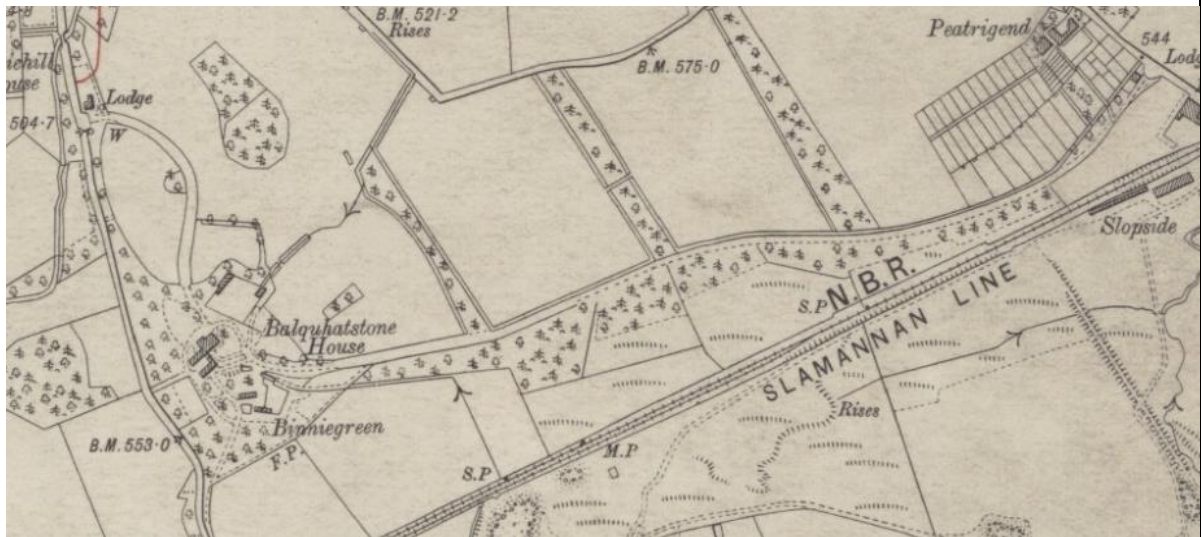 B.M. 521·2
Rises
B.M. 575·0
Peatrigend
544
Lodge
504·7
W
Slopside
N.B.R.
S.P
SLAMANNAN LINE
Balquhatstone
House
Rises
Binniegreen
B.M. 553·0
F.P.
S.P
M.P